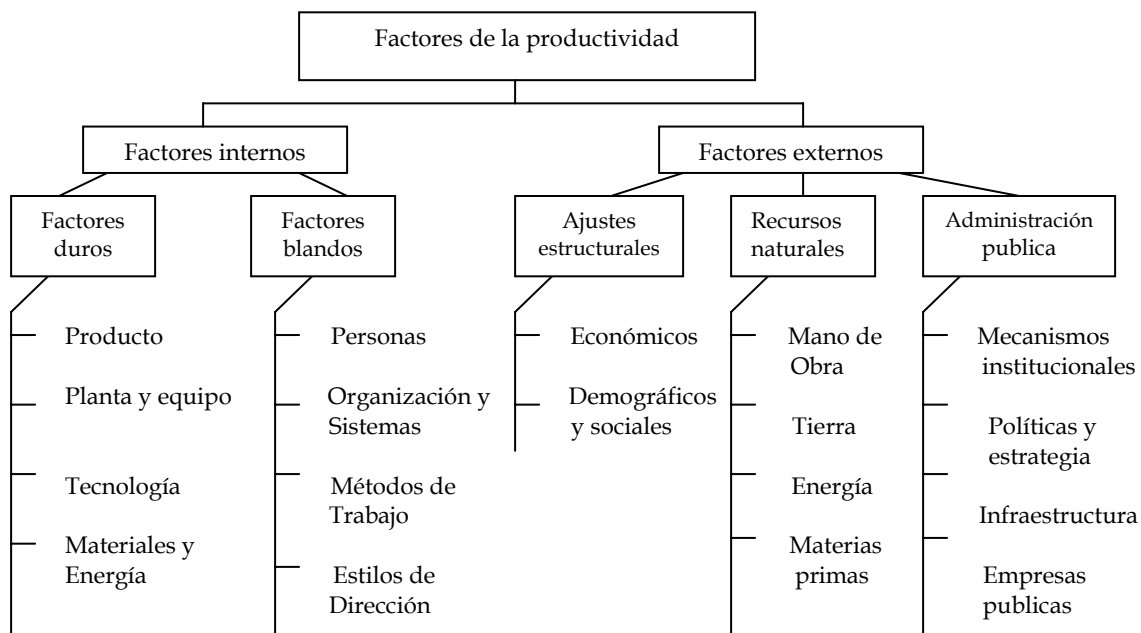 Factores de la productividad
Factores internos
Factores externos
Factores
duros
Factores
blandos
Ajustes
estructurales
Recursos
naturales
Administración
publica
Producto
Planta y equipo
Tecnología
Materiales y
Energía
Personas
Organización y
Sistemas
Métodos de
Trabajo
Estilos de
Dirección
Económicos
Demográficos
y sociales
Mano de
Obra
Tierra
Energía
Materias
primas
Mecanismos
institucionales
Políticas y
estrategia
Infraestructura
Empresas
publicas